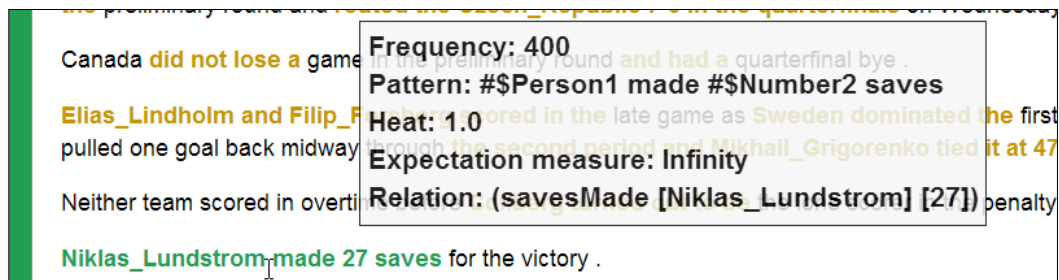 the preliminary round and routed the Czech_Republic 7-0 in the quarterfinals on Wednesday
Canada did not lose a game in the preliminary round and had a quarterfinal bye .
Elias_Lindholm and Filip_Forsberg scored in the late game as Sweden dominated the first
pulled one goal back midway through the second period and Mikhail_Grigorenko tied it at 47
Neither team scored in overtime before the penalty
Niklas_Lundstrom made 27 saves for the victory .
Frequency: 400
Pattern: #$Person1 made #$Number2 saves
Heat: 1.0
Expectation measure: Infinity
Relation: (savesMade [Niklas_Lundstrom] [27])